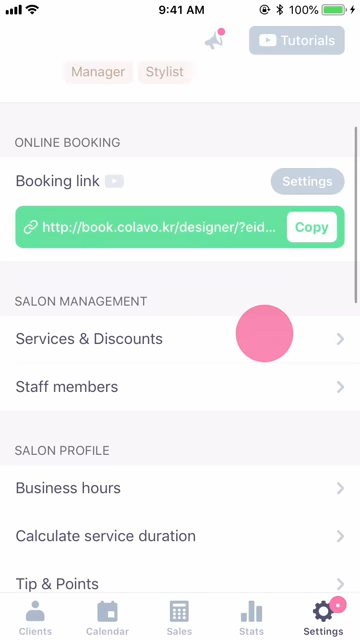 9:41 AM
100%
Tutorials
Manager
Stylist
ONLINE BOOKING
Booking link
Settings
http://book.colavo.kr/designer/?eid...
Copy
SALON MANAGEMENT
Services & Discounts
Staff members
SALON PROFILE
Business hours
Calculate service duration
Tip & Points
Clients
Calendar
Sales
Stats
Settings